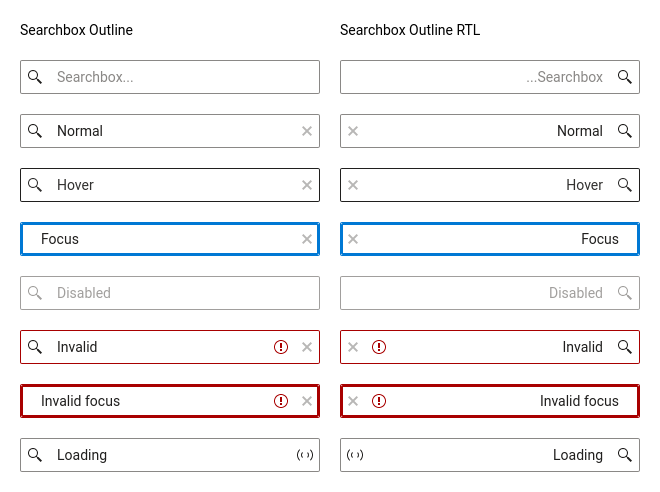 Searchbox Outline
Searchbox Outline RTL
Searchbox...
...Searchbox
Normal
Normal
Hover
Hover
Focus
Focus
Disabled
Disabled
Invalid
Invalid
Invalid focus
Invalid focus
Loading
Loading